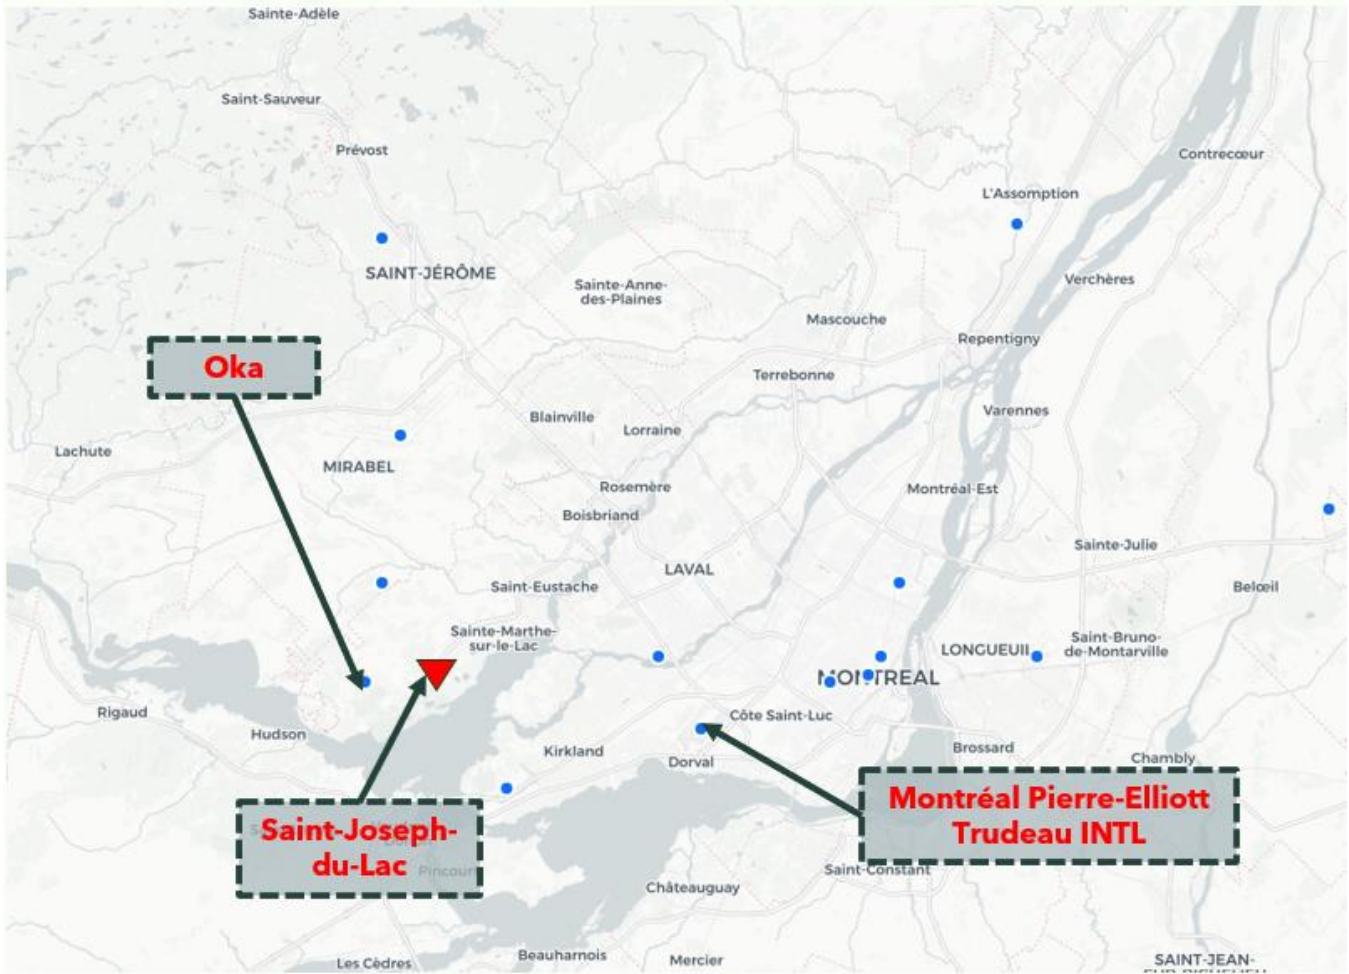 Sainte-Adèle
Saint-Sauveur
Prévost
Contrecœur
L'Assomption
SAINT-JÉRÔME
Verchères
Sainte-Anne-
des-Plaines
Mascouche
Repentigny
Oka
Terrebonne
Varennes
Blainville
Lorraine
Lachute
MIRABEL
Rosemère
Montréal-Est
Boisbriand
Sainte-Julie
LAVAL
Saint-Eustache
Belœil
Sainte-Marthe-
sur-le-Lac
LONGUEUIL
Saint-Bruno-
de-Montarville
MONTREAL
Rigaud
Hudson
Côte Saint-Luc
Kirkland
Dorval
Brossard
Chambly
Montréal Pierre-Elliott
Trudeau INTL
Saint-Joseph-
du-Lac
Pincourt
Saint-Constant
Châteauguay
Les Cèdres
Beauharnois
Mercier
SAINT-JEAN-